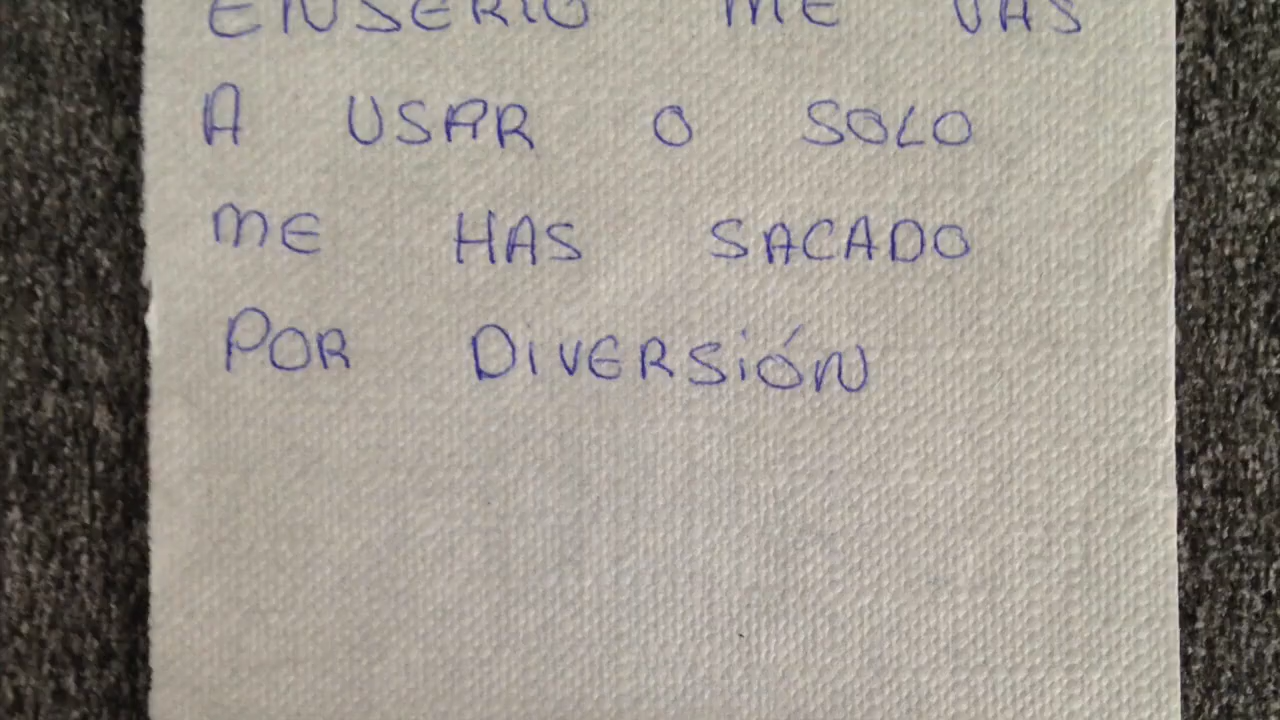 ENSERIO ME VAS
A USAR O SOLO
ME HAS SACADO
POR DIVERSIÓN